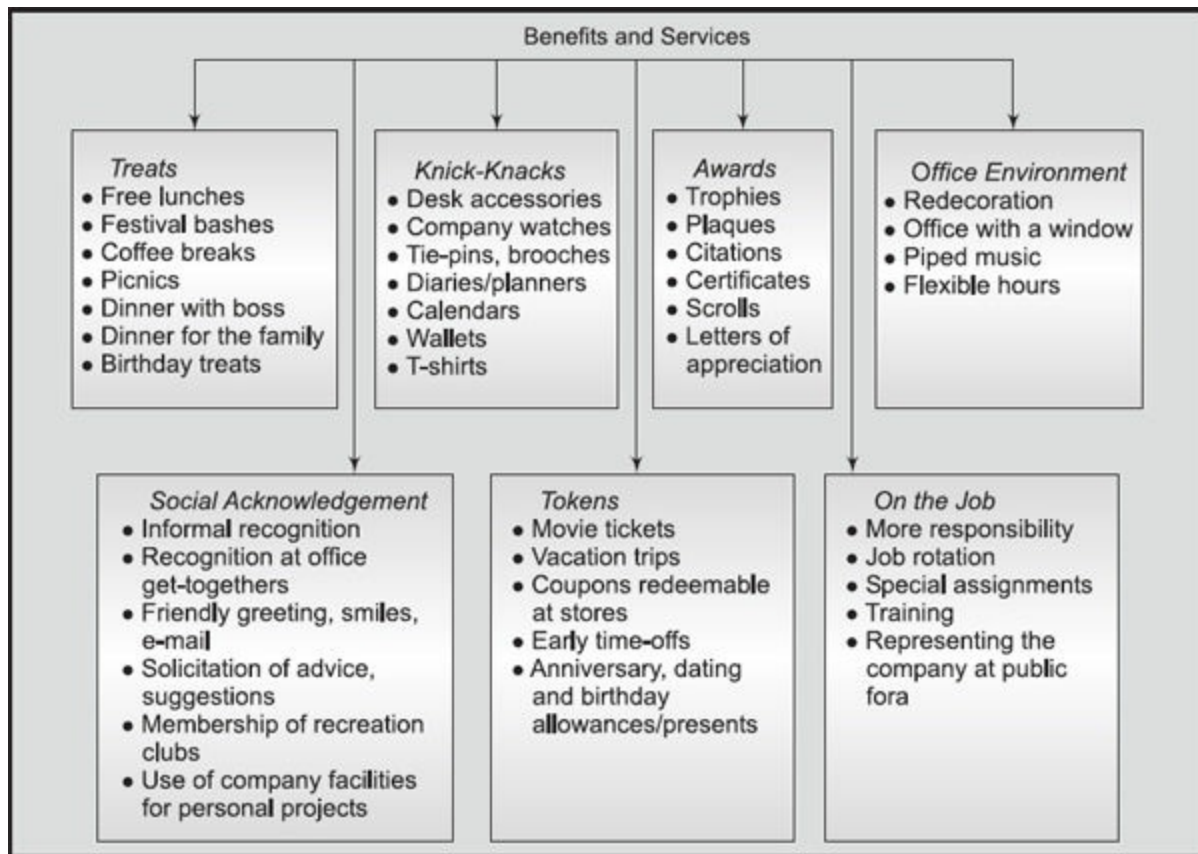 Benefits and Services
Treats
● Free lunches
● Festival bashes
● Coffee breaks
● Picnics
● Dinner with boss
● Dinner for the family
● Birthday treats
Knick-Knacks
● Desk accessories
● Company watches
● Tie-pins, brooches
● Diaries/planners
● Calendars
● Wallets
● T-shirts
Awards
● Trophies
● Plaques
● Citations
● Certificates
● Scrolls
● Letters of
appreciation
Office Environment
● Redecoration
● Office with a window
● Piped music
● Flexible hours
Social Acknowledgement
● Informal recognition
● Recognition at office
get-togethers
● Friendly greeting, smiles,
e-mail
● Solicitation of advice,
suggestions
● Membership of recreation
clubs
● Use of company facilities
for personal projects
Tokens
● Movie tickets
● Vacation trips
● Coupons redeemable
at stores
● Early time-offs
● Anniversary, dating
and birthday
allowances/presents
On the Job
● More responsibility
● Job rotation
● Special assignments
● Training
● Representing the
company at public
fora